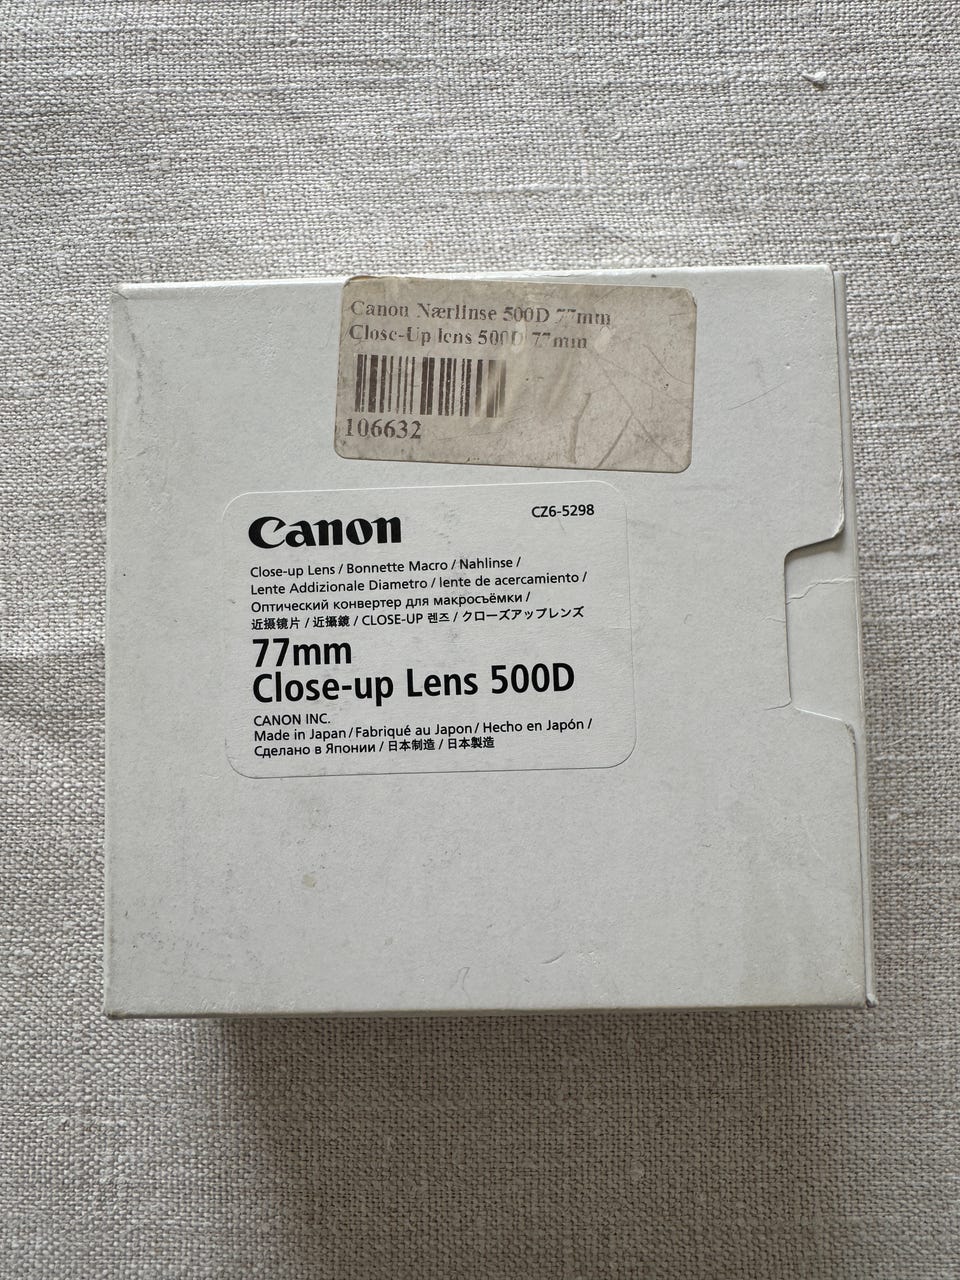 Canon Nærlinse 500D 77mm
Close-Up lens 500D 77mm
106632
Canon
CZ6-5298
Close-up Lens / Bonnette Macro / Nahlinse /
Lente Addizionale Diametro / lente de acercamiento /
Оптический конвертер для макросъёмки /
近摄镜片 / 近攝鏡 / CLOSE-UP 렌즈 / クローズアップレンズ
77mm
Close-up Lens 500D
CANON INC.
Made in Japan / Fabriqué au Japon / Hecho en Japón /
Сделано в Японии / 日本制造 / 日本製造